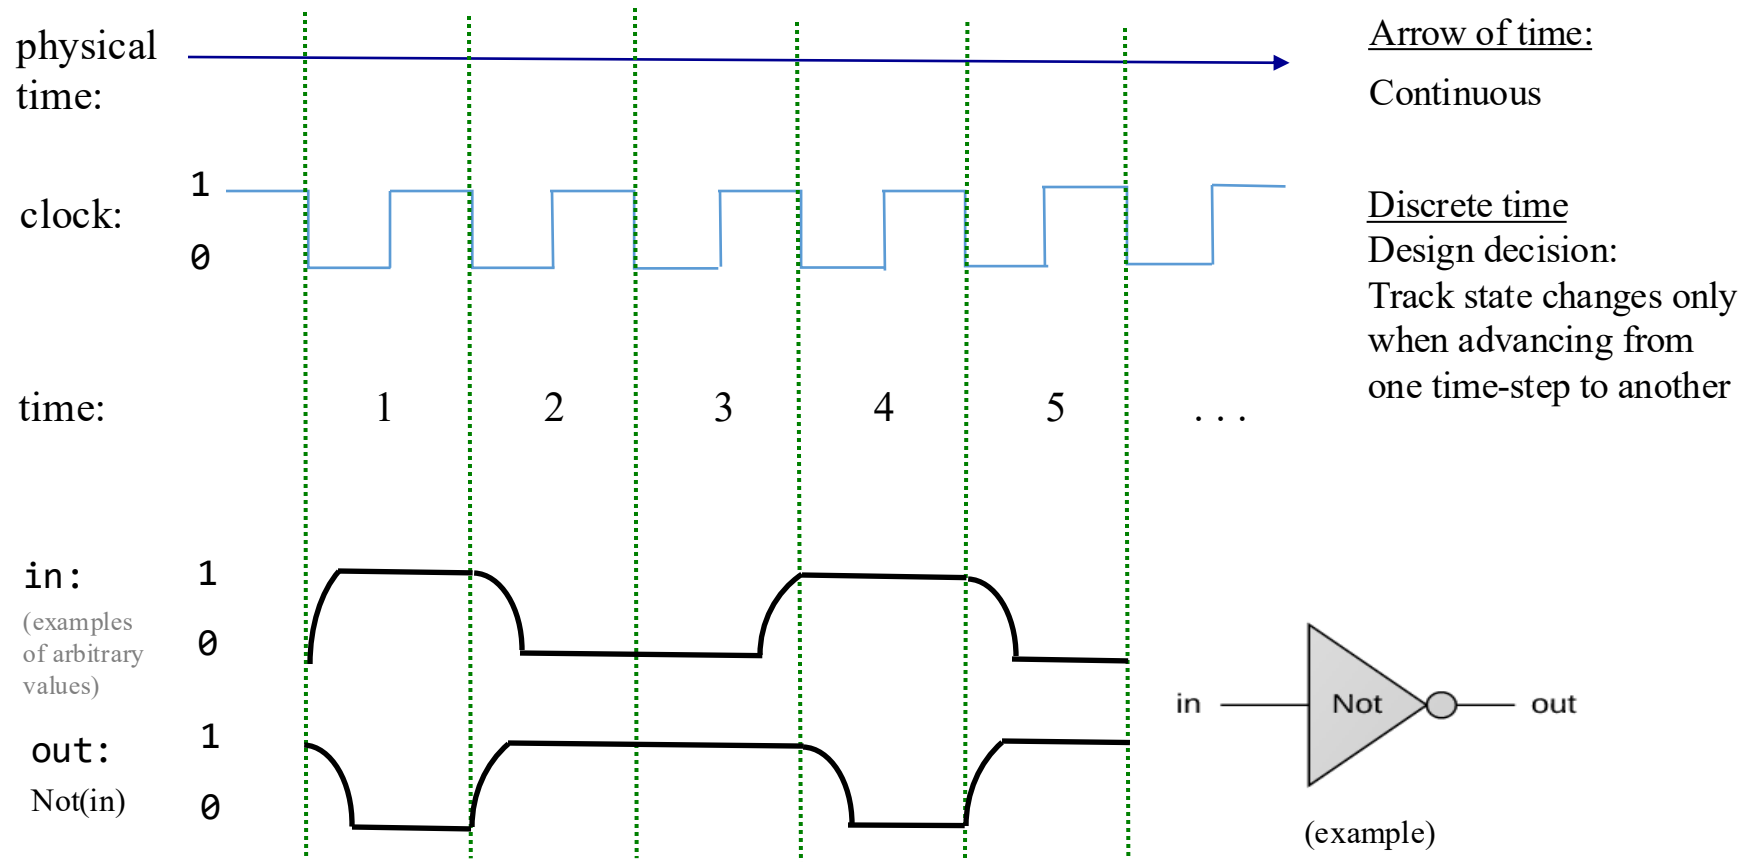 physical
time:
Arrow of time:
Continuous
clock:
1
0
Discrete time
Design decision:
Track state changes only
when advancing from
one time-step to another
time:
1 2 3 4 5 . . .
in:
1
0
(examples
of arbitrary
values)
out:
1
0
Not(in)
in
Not
out
(example)